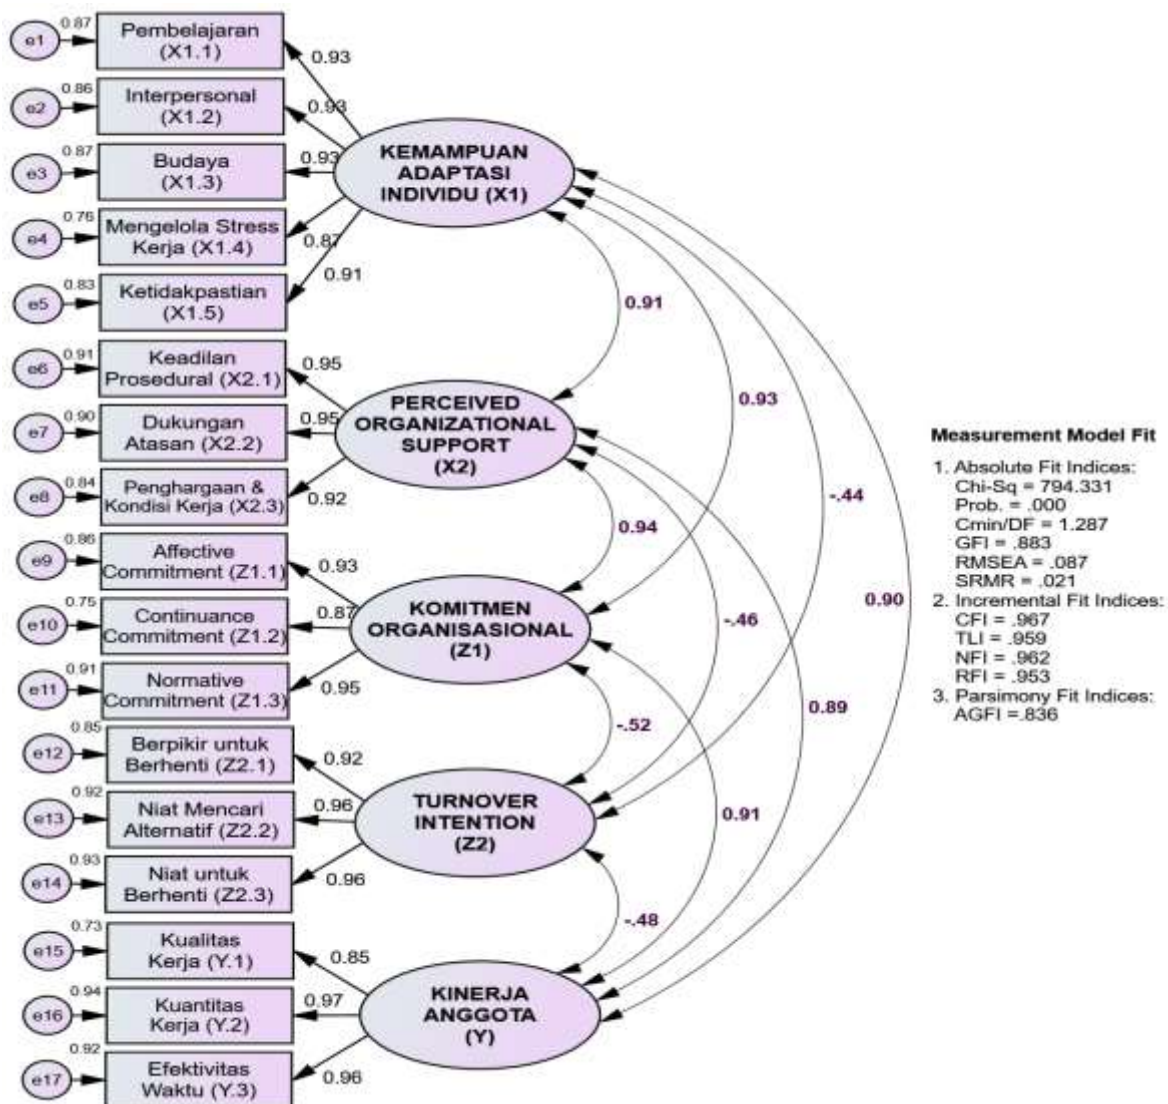 0.87
e1
Pembelajaran
(X1.1)
0.93
0.86
e2
Interpersonal
(X1.2)
0.93
0.87
e3
Budaya
(X1.3)
0.93
0.76
e4
Mengelola Stress
Kerja (X1.4)
0.87
0.83
e5
Ketidakpastian
(X1.5)
0.91
KEMAMPUAN
ADAPTASI
INDIVIDU (X1)
0.91
e6
Keadilan
Prosedural (X2.1)
0.95
0.90
e7
Dukungan
Atasan (X2.2)
0.95
0.84
e8
Penghargaan &
Kondisi Kerja (X2.3)
0.92
PERCEIVED
ORGANIZATIONAL
SUPPORT
(X2)
0.86
e9
Affective
Commitment (Z1.1)
0.93
0.75
e10
Continuance
Commitment (Z1.2)
0.87
0.91
e11
Normative
Commitment (Z1.3)
0.95
KOMITMEN
ORGANISASIONAL
(Z1)
0.85
e12
Berpikir untuk
Berhenti (Z2.1)
0.92
0.92
e13
Niat Mencari
Alternatif (Z2.2)
0.96
0.93
e14
Niat untuk
Berhenti (Z2.3)
0.96
TURNOVER
INTENTION
(Z2)
0.73
e15
Kualitas
Kerja (Y.1)
0.85
0.94
e16
Kuantitas
Kerja (Y.2)
0.97
0.92
e17
Efektivitas
Waktu (Y.3)
0.96
KINERJA
ANGGOTA
(Y)
0.91
0.93
-.44
0.94
0.90
-.46
0.89
-.52
0.91
-.48
Measurement Model Fit
1. Absolute Fit Indices:
Chi-Sq = 794.331
Prob. = .000
Cmin/DF = 1.287
GFI = .883
RMSEA = .087
SRMR = .021
2. Incremental Fit Indices:
CFI = .967
TLI = .959
NFI = .962
RFI = .953
3. Parsimony Fit Indices:
AGFI =.836